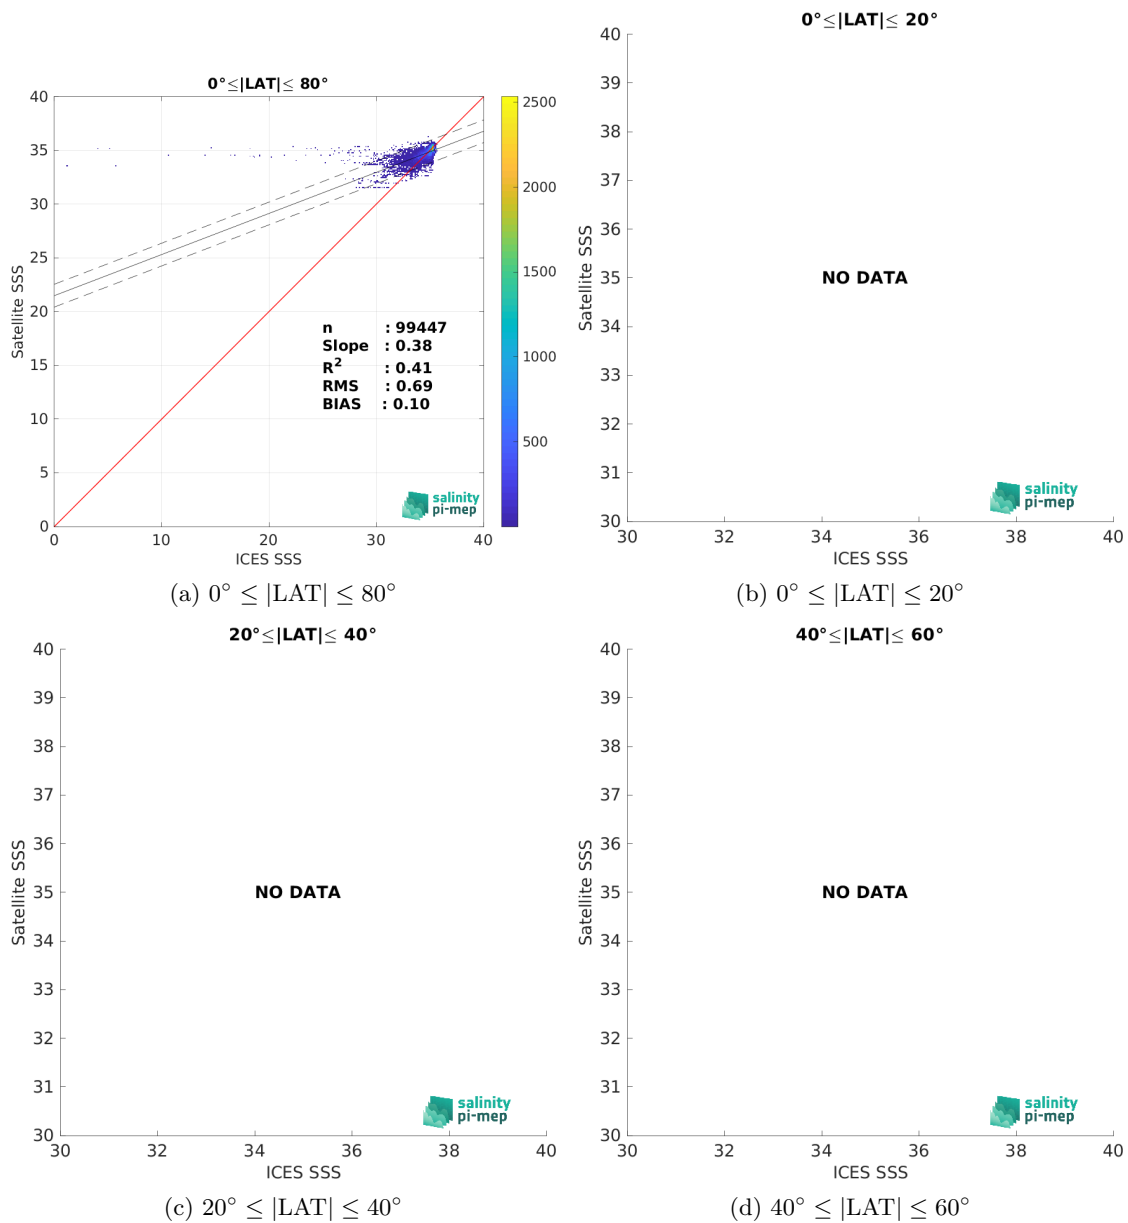 0°≤|LAT|≤ 80°
40
35
30
25
20
15
10
5
0
0
10
20
30
40
Satellite SSS
ICES SSS
n : 99447
Slope : 0.38
R² : 0.41
RMS : 0.69
BIAS : 0.10
2500
2000
1500
1000
500
salinity
pi-mep
(a) 0° ≤ |LAT| ≤ 80°
0°≤|LAT|≤ 20°
40
39
38
37
36
35
34
33
32
31
30
30
32
34
36
38
40
Satellite SSS
ICES SSS
NO DATA
salinity
pi-mep
(b) 0° ≤ |LAT| ≤ 20°
20°≤|LAT|≤ 40°
40
39
38
37
36
35
34
33
32
31
30
30
32
34
36
38
40
Satellite SSS
ICES SSS
NO DATA
salinity
pi-mep
(c) 20° ≤ |LAT| ≤ 40°
40°≤|LAT|≤ 60°
40
39
38
37
36
35
34
33
32
31
30
30
32
34
36
38
40
Satellite SSS
ICES SSS
NO DATA
salinity
pi-mep
(d) 40° ≤ |LAT| ≤ 60°